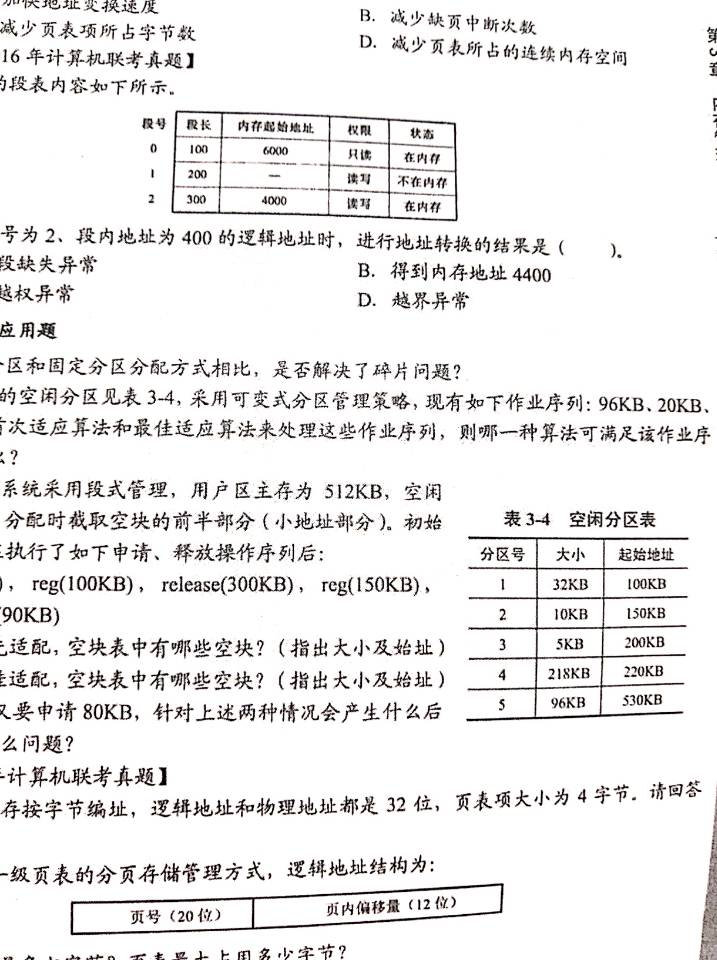 加快地址变换速度
B. 减少缺页中断次数
减少页表项所占字节数
D. 减少页表所占的连续内存空间
16 年计算机联考真题】
的段表内容如下所示。
段号 段长 内存起始地址 权限 状态
0 100 6000 只读 在内存
1 200 — 读写 不在内存
2 300 4000 读写 在内存
号为 2、段内地址为 400 的逻辑地址时，进行地址转换的结果是（ ）。
段缺失异常
B. 得到内存地址 4400
越权异常
D. 越界异常
应用题
区和固定分区分配方式相比，是否解决了碎片问题？
的空闲分区见表 3-4，采用可变式分区管理策略，现有如下作业序列：96KB、20KB、
首次适应算法和最佳适应算法来处理这些作业序列，则哪一种算法可满足该作业序
么？
系统采用段式管理，用户区主存为 512KB，空闲
分配时截取空块的前半部分（小地址部分）。初始
执行了如下申请、释放操作序列后：
)，reg(100KB)，release(300KB)，reg(150KB)，
(90KB)
先适配，空块表中有哪些空块？（指出大小及始址）
佳适配，空块表中有哪些空块？（指出大小及始址）
又要申请 80KB，针对上述两种情况会产生什么后
么问题？
表 3-4 空闲分区表
分区号 大小 起始地址
1 32KB 100KB
2 10KB 150KB
3 5KB 200KB
4 218KB 220KB
5 96KB 530KB
年计算机联考真题】
存按字节编址，逻辑地址和物理地址都是 32 位，页表项大小为 4 字节。请回答
一级页表的分页存储管理方式，逻辑地址结构为：
页号（20 位） 页内偏移量（12 位）
页表最大占用多少字节？
第3章